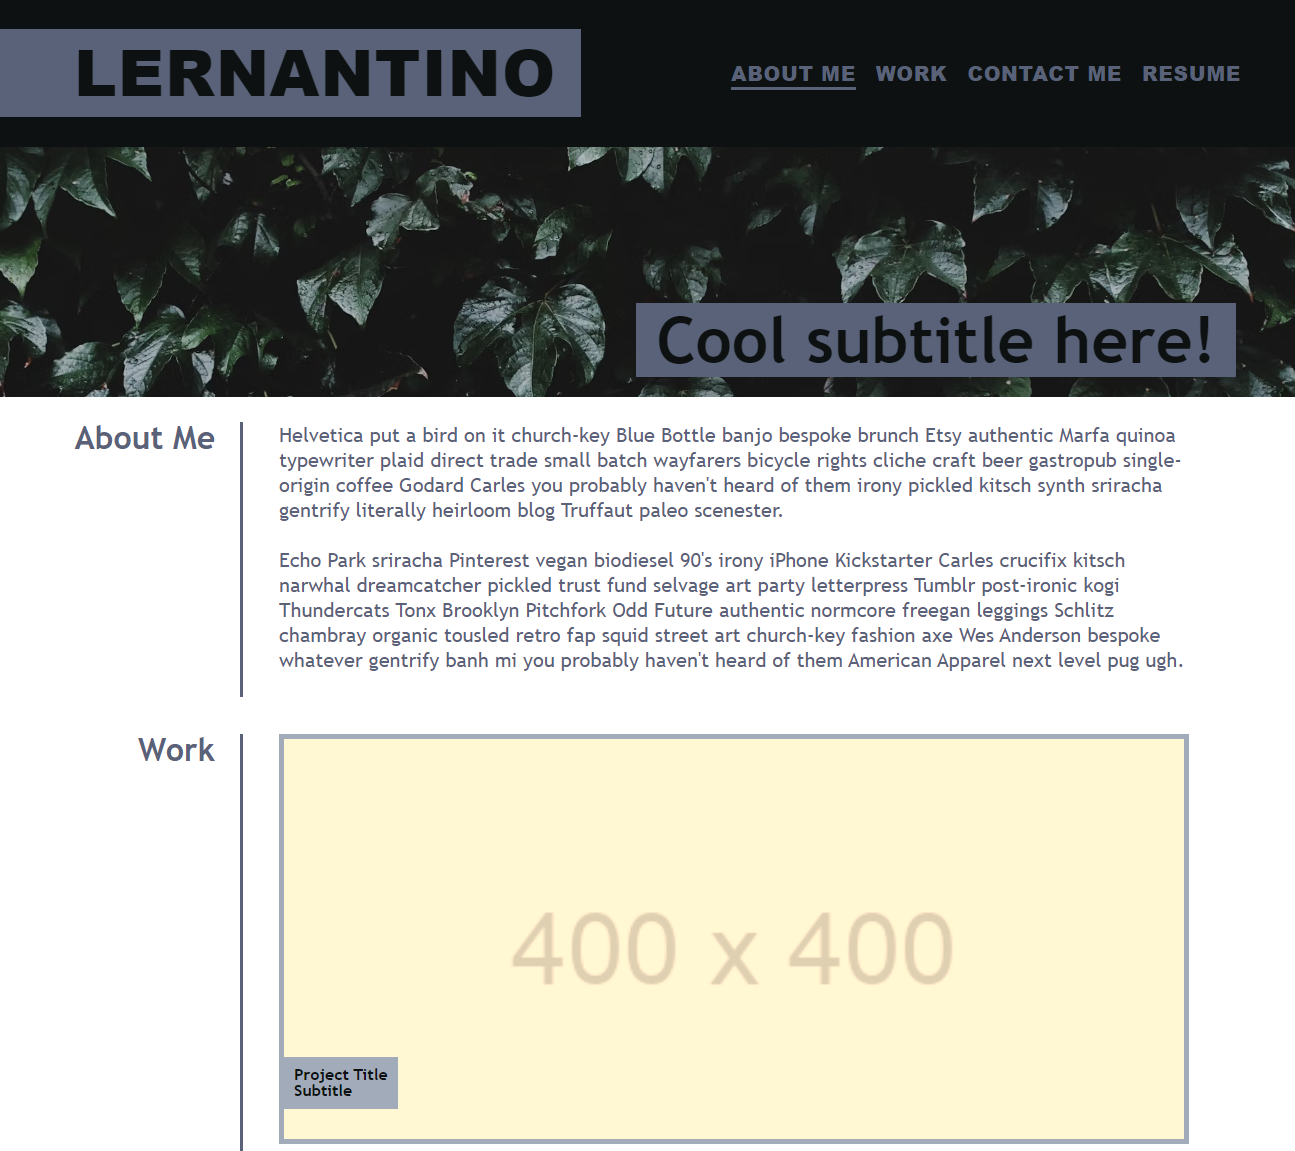 LERNANTINO
ABOUT ME WORK CONTACT ME RESUME
Cool subtitle here!
About Me
Helvetica put a bird on it church-key Blue Bottle banjo bespoke brunch Etsy authentic Marfa quinoa
typewriter plaid direct trade small batch wayfarers bicycle rights cliche craft beer gastropub single-
origin coffee Godard Carles you probably haven't heard of them irony pickled kitsch synth sriracha
gentrify literally heirloom blog Truffaut paleo scenester.
Echo Park sriracha Pinterest vegan biodiesel 90's irony iPhone Kickstarter Carles crucifix kitsch
narwhal dreamcatcher pickled trust fund selvage art party letterpress Tumblr post-ironic kogi
Thundercats Tonx Brooklyn Pitchfork Odd Future authentic normcore freegan leggings Schlitz
chambray organic tousled retro fap squid street art church-key fashion axe Wes Anderson bespoke
whatever gentrify banh mi you probably haven't heard of them American Apparel next level pug ugh.
Work
400 x 400
Project Title
Subtitle